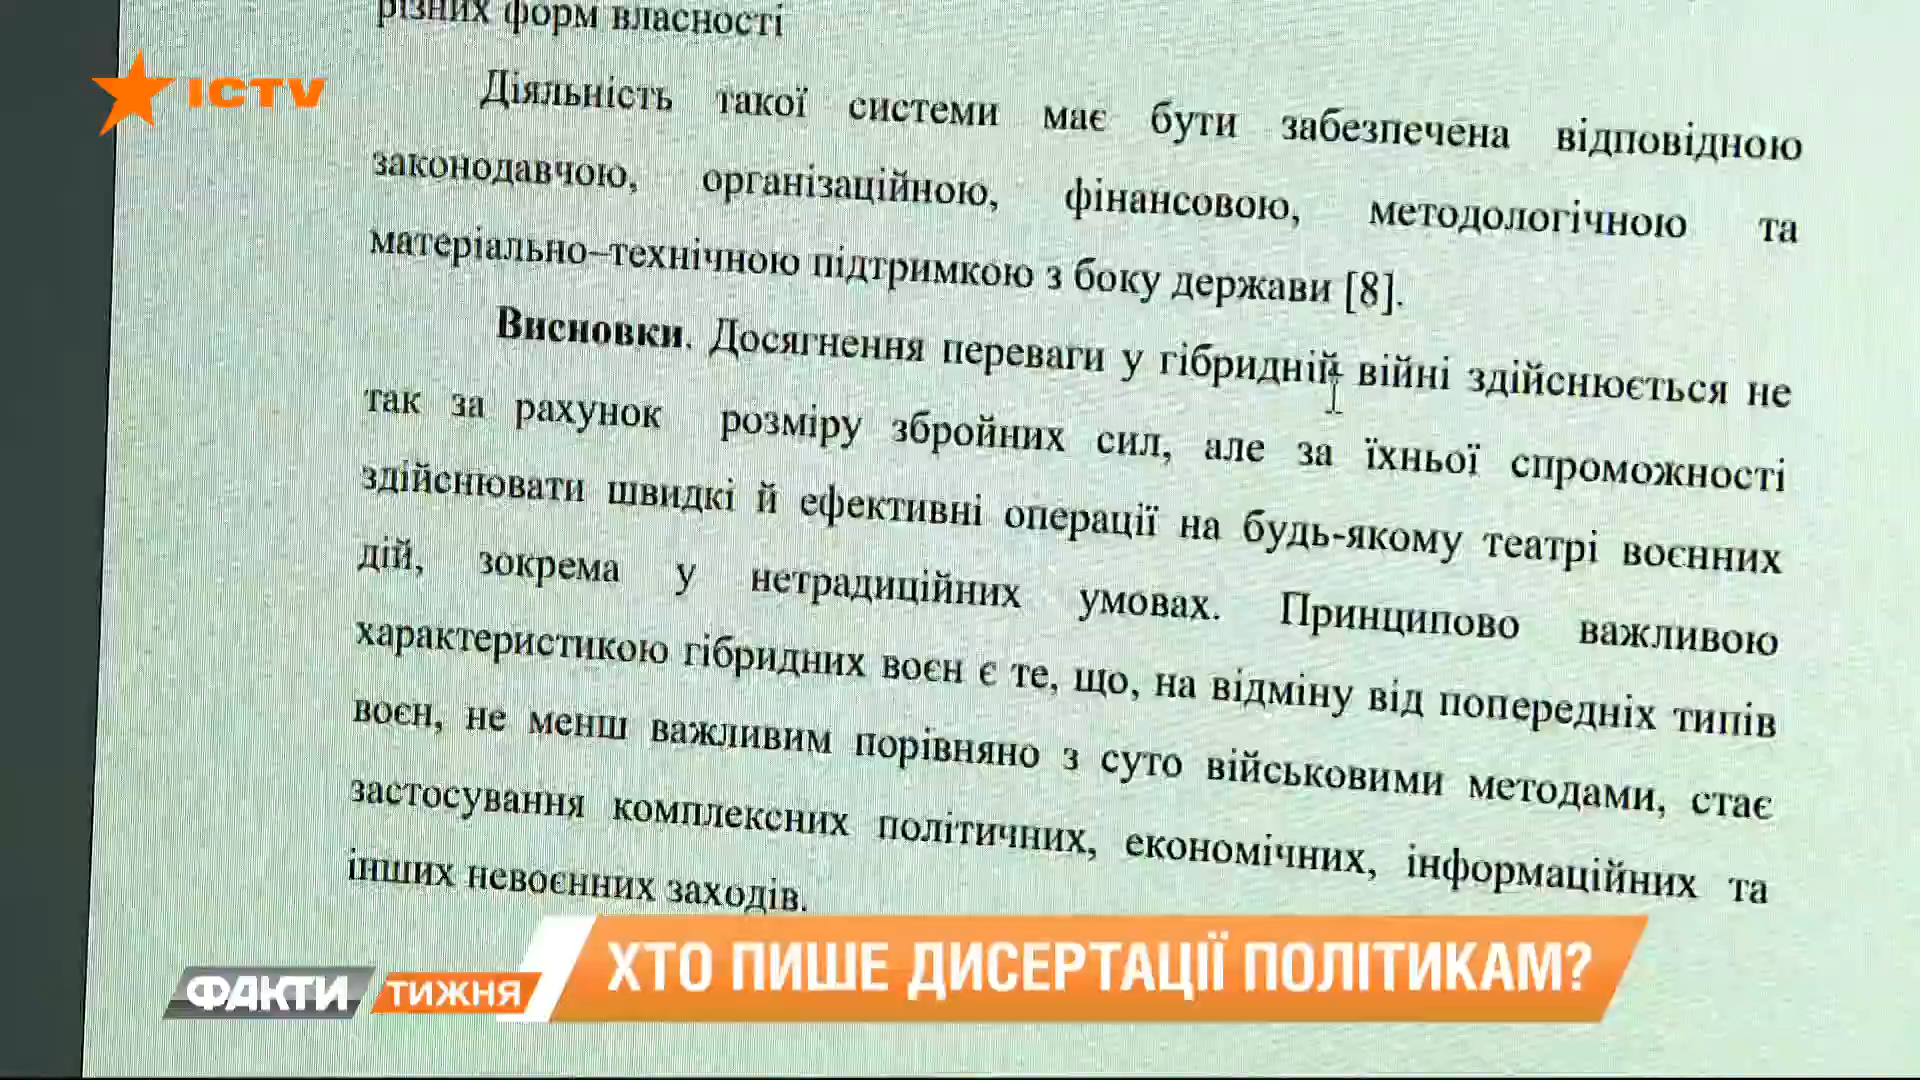 різних форм власності
ICTV
Діяльність такої системи має бути забезпечена відповідною
законодавчою, організаційною, фінансовою, методологічною та
матеріально–технічною підтримкою з боку держави [8].
Висновки. Досягнення переваги у гібридній війні здійснюється не
так за рахунок розміру збройних сил, але за їхньої спроможності
здійснювати швидкі й ефективні операції на будь-якому театрі воєнних
дій, зокрема у нетрадиційних умовах. Принципово важливою
характеристикою гібридних воєн є те, що, на відміну від попередніх типів
воєн, не менш важливим порівняно з суто військовими методами, стає
застосування комплексних політичних, економічних, інформаційних та
інших невоєнних заходів.
ХТО ПИШЕ ДИСЕРТАЦІЇ ПОЛІТИКАМ?
ФАКТИ ТИЖНЯ